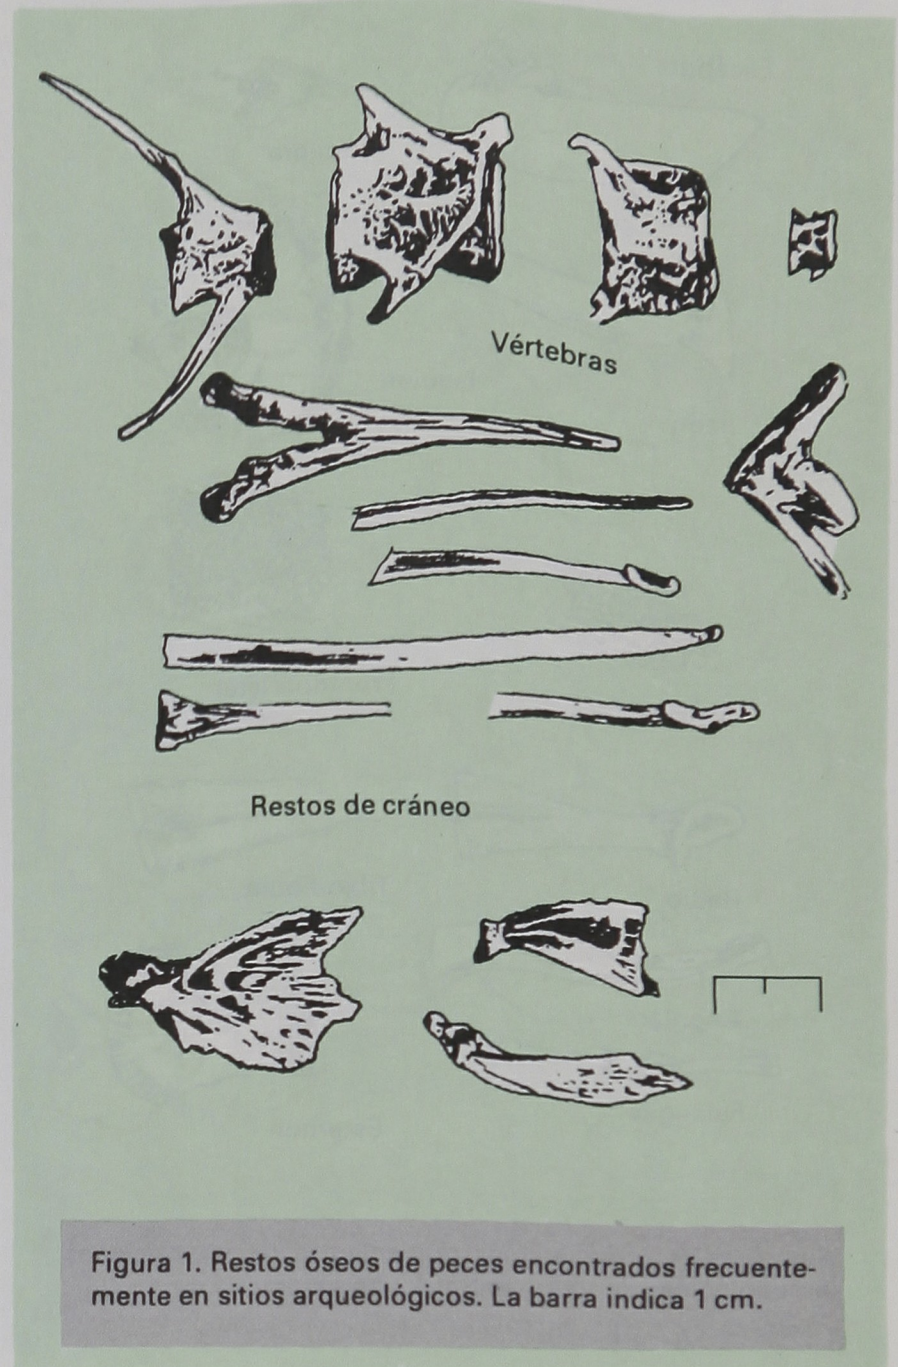 Vértebras
Restos de cráneo
Figura 1. Restos óseos de peces encontrados frecuente-
mente en sitios arqueológicos. La barra indica 1 cm.